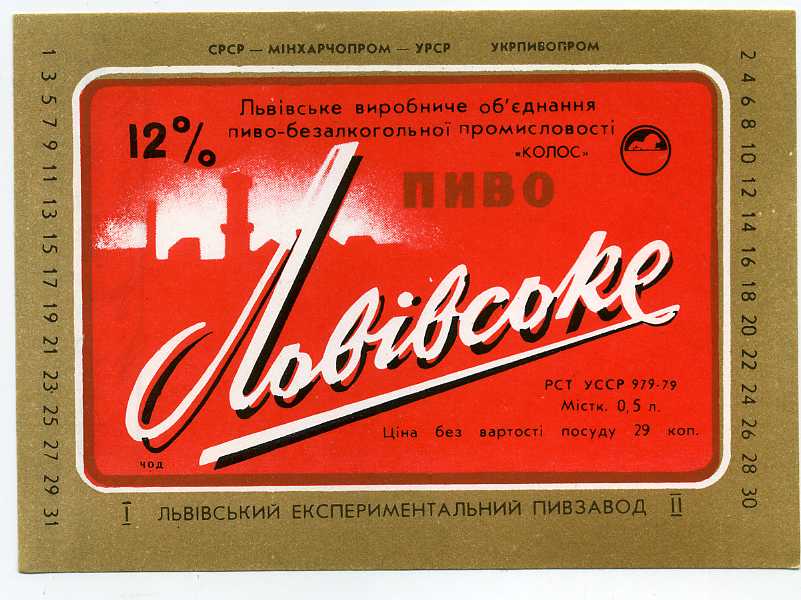 СРСР — МІНХАРЧОПРОМ — УРСР УКРПИВОПРОМ
1 3 5 7 9 11 13 15 17 19 21 23 25 27 29 31
2 4 6 8 10 12 14 16 18 20 22 24 26 28 30
12%
Львівське виробниче об'єднання
пиво-безалкогольної промисловості
«КОЛОС»
ПИВО
Львівське
РСТ УССР 979-79
Містк. 0,5 л.
Ціна без вартості посуду 29 коп.
ЧОД
I ЛЬВІВСЬКИЙ ЕКСПЕРИМЕНТАЛЬНИЙ ПИВЗАВОД II